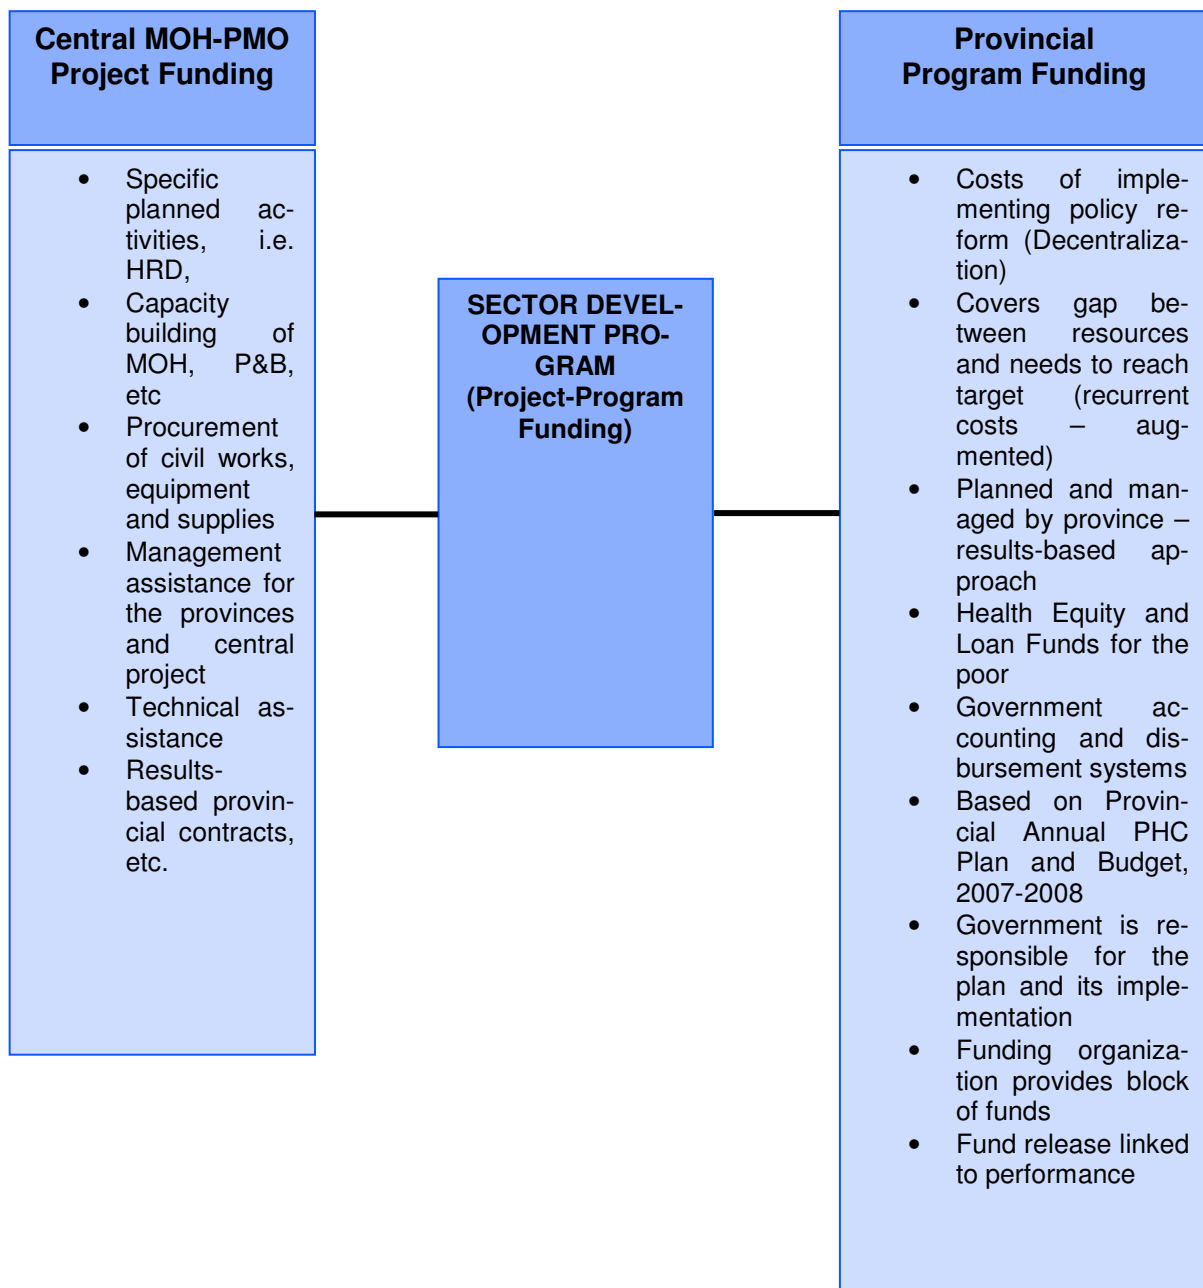 Central MOH-PMO
Project Funding
• Specific
planned ac-
tivities, i.e.
HRD,
• Capacity
building of
MOH, P&B,
etc
• Procurement
of civil works,
equipment
and supplies
• Management
assistance for
the provinces
and central
project
• Technical as-
sistance
• Results-
based provin-
cial contracts,
etc.
SECTOR DEVEL-
OPMENT PRO-
GRAM
(Project-Program
Funding)
Provincial
Program Funding
• Costs of imple-
menting policy re-
form (Decentraliza-
tion)
• Covers gap be-
tween resources
and needs to reach
target (recurrent
costs – aug-
mented)
• Planned and man-
aged by province –
results-based ap-
proach
• Health Equity and
Loan Funds for the
poor
• Government ac-
counting and dis-
bursement systems
• Based on Provin-
cial Annual PHC
Plan and Budget,
2007-2008
• Government is re-
sponsible for the
plan and its imple-
mentation
• Funding organiza-
tion provides block
of funds
• Fund release linked
to performance